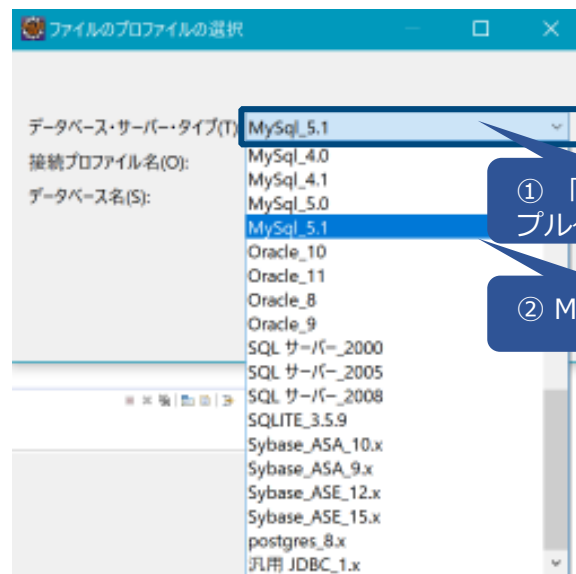 ファイルのプロファイルの選択
データベース・サーバー・タイプ(T)
MySql_5.1
接続プロファイル名(O):
データベース名(S):
MySql_4.0
MySql_4.1
MySql_5.0
MySql_5.1
Oracle_10
Oracle_11
Oracle_8
Oracle_9
SQL サーバー_2000
SQL サーバー_2005
SQL サーバー_2008
SQLITE_3.5.9
Sybase_ASA_10.x
Sybase_ASA_9.x
Sybase_ASE_12.x
Sybase_ASE_15.x
postgres_8.x
汎用 JDBC_1.x
① 「
プル
② M